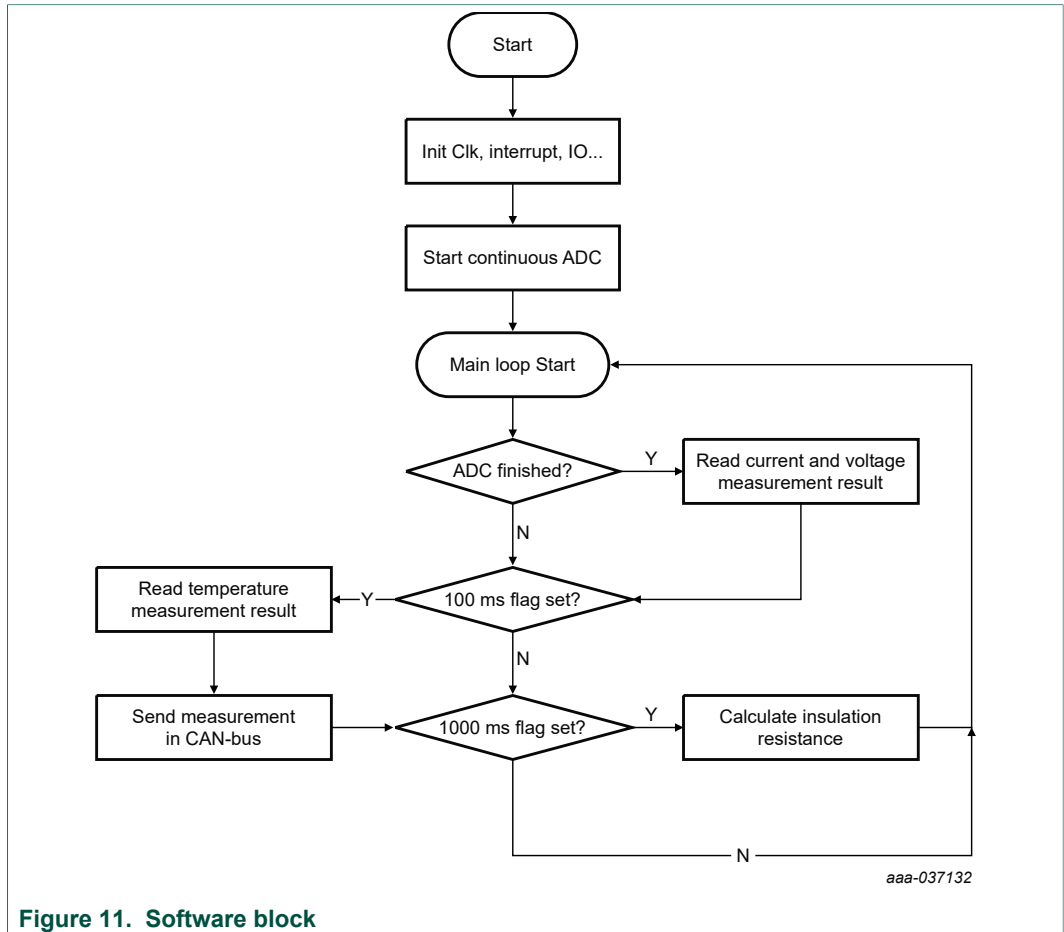 Start
Init Clk, interrupt, IO...
Start continuous ADC
Main loop Start
ADC finished?
Y
Read current and voltage
measurement result
N
Read temperature
measurement result
Y
100 ms flag set?
N
Send measurement
in CAN-bus
1000 ms flag set?
Y
Calculate insulation
resistance
N
aaa-037132
Figure 11. Software block